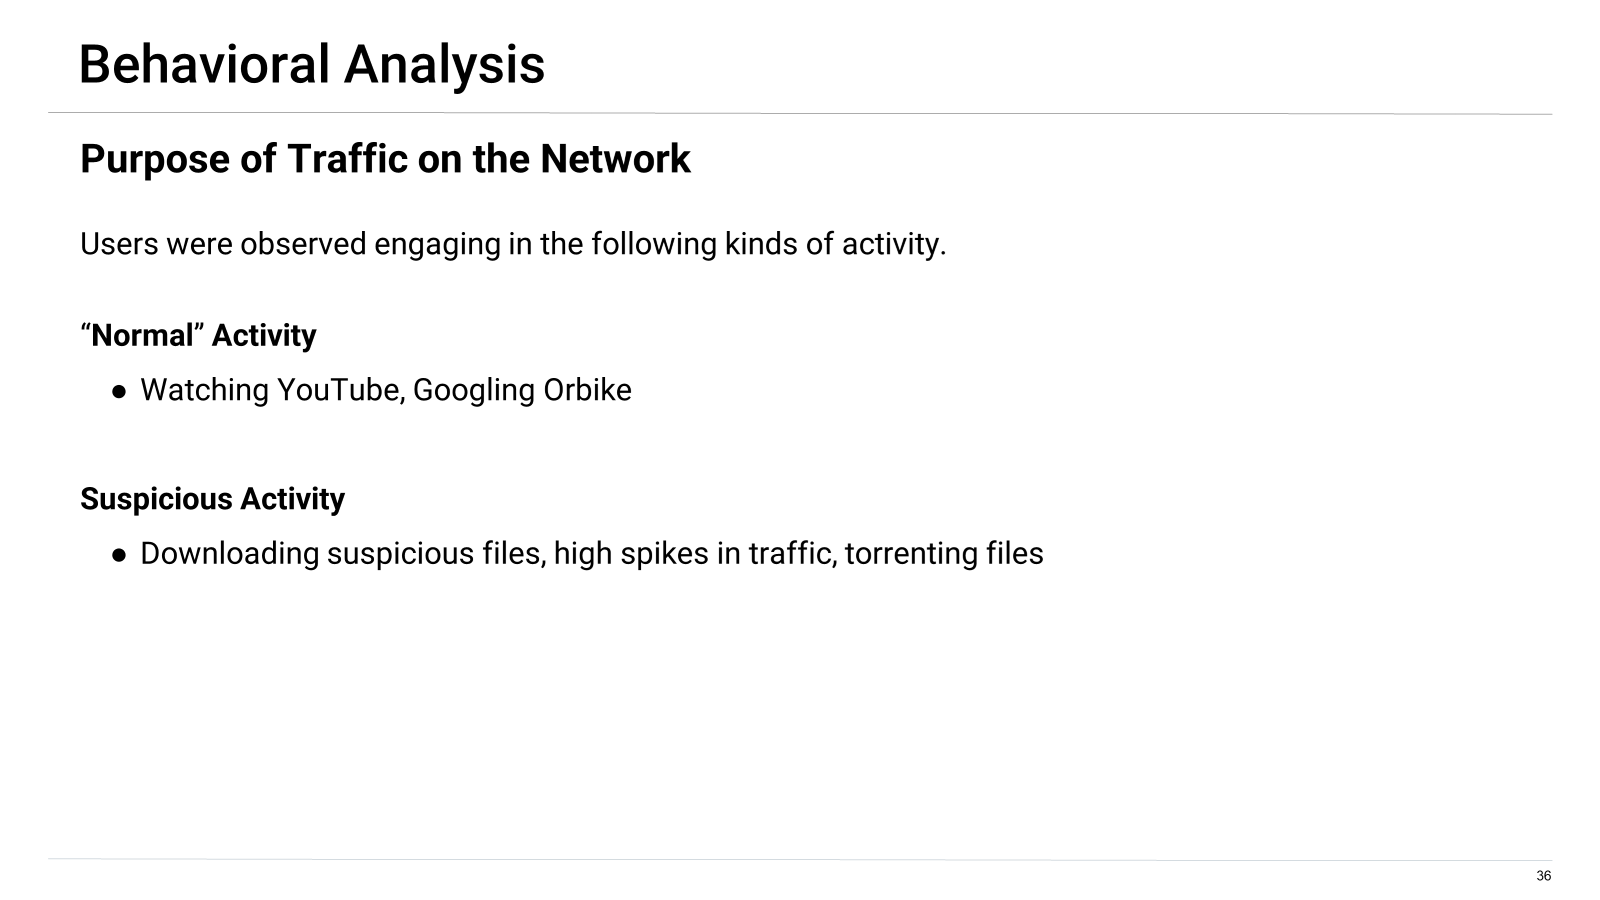 Behavioral Analysis
Purpose of Traffic on the Network
Users were observed engaging in the following kinds of activity.
“Normal” Activity
● Watching YouTube, Googling Orbike
Suspicious Activity
● Downloading suspicious files, high spikes in traffic, torrenting files
36